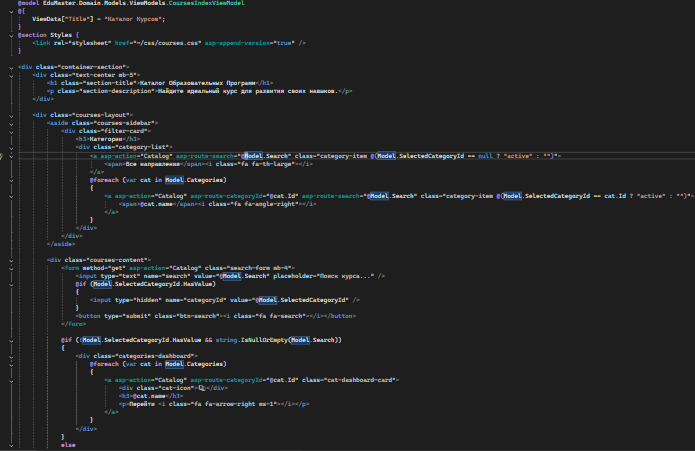 @model EduMaster.Domain.Models.ViewModels.CoursesIndexViewModel
@{
ViewData["Title"] = "Каталог Курсов";
}
@section Styles {
<link rel="stylesheet" href="~/css/courses.css" asp-append-version="true" />
}
<div class="container-section">
<div class="text-center mb-5">
<h1 class="section-title">Каталог Образовательных Программ</h1>
<p class="section-description">Найдите идеальный курс для развития своих навыков.</p>
</div>
<div class="courses-layout">
<aside class="courses-sidebar">
<div class="filter-card">
<h3>Категории</h3>
<div class="category-list">
<a asp-action="Catalog" asp-route-search="@Model.Search" class="category-item @(Model.SelectedCategoryId == null ? "active" : "")">
<span>Все направления</span><i class="fa fa-th-large"></i>
</a>
@foreach (var cat in Model.Categories)
{
<a asp-action="Catalog" asp-route-categoryId="@cat.Id" asp-route-search="@Model.Search" class="category-item @(Model.SelectedCategoryId == cat.Id ? "active" : "")">
<span>@cat.name</span><i class="fa fa-angle-right"></i>
</a>
}
</div>
</div>
</aside>
<div class="courses-content">
<form method="get" asp-action="Catalog" class="search-form mb-4">
<input type="text" name="search" value="@Model.Search" placeholder="Поиск курса..." />
@if (Model.SelectedCategoryId.HasValue)
{
<input type="hidden" name="categoryId" value="@Model.SelectedCategoryId" />
}
<button type="submit" class="btn-search"><i class="fa fa-search"></i></button>
</form>
@if (!Model.SelectedCategoryId.HasValue && string.IsNullOrEmpty(Model.Search))
{
<div class="categories-dashboard">
@foreach (var cat in Model.Categories)
{
<a asp-action="Catalog" asp-route-categoryId="@cat.Id" class="cat-dashboard-card">
<div class="cat-icon"></div>
<h3>@cat.name</h3>
<p>Перейти <i class="fa fa-arrow-right ms-1"></i></p>
</a>
}
</div>
}
else